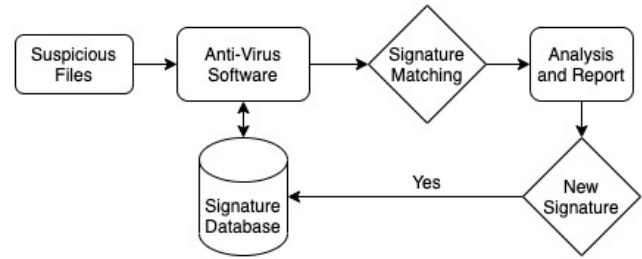 Suspicious
Files
Anti-Virus
Software
Signature
Matching
Analysis
and Report
Signature
Database
Yes
New
Signature